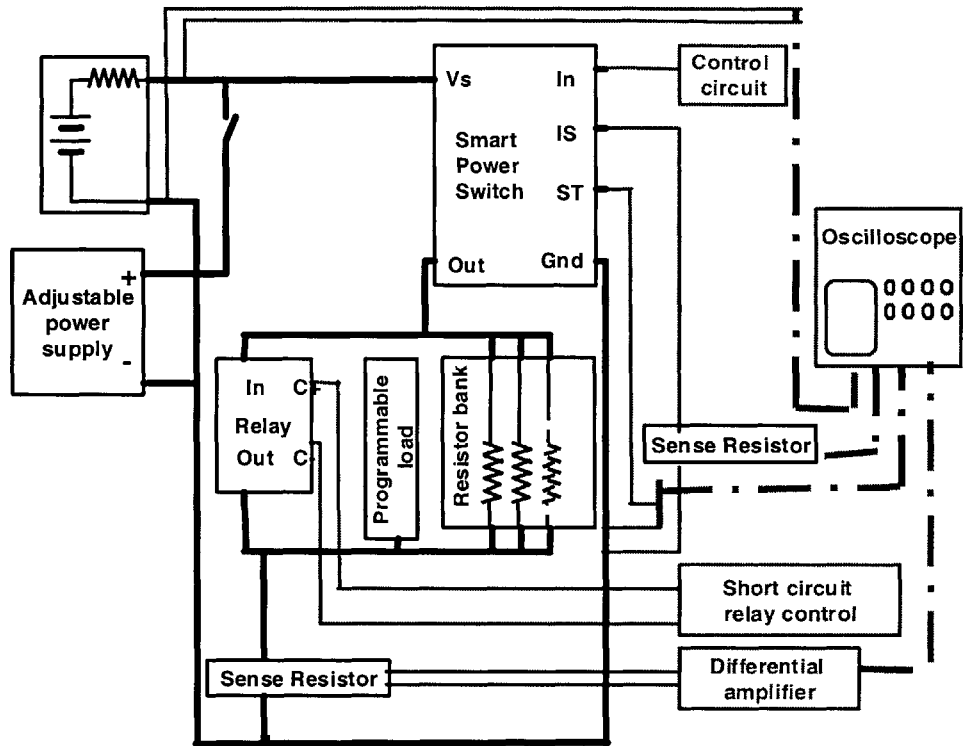 Control
circuit
Vs
In
IS
Smart
Power
Switch
ST
Out
Gnd
Oscilloscope
+
Adjustable
power
supply
-
In
C+
Relay
Out
C-
Programmable
load
Resistor bank
Sense Resistor
Short circuit
relay control
Sense Resistor
Differential
amplifier